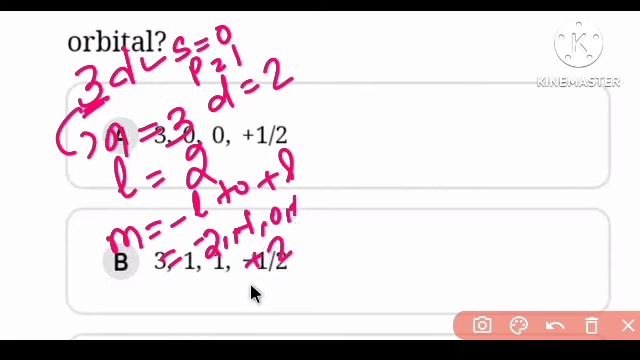 orbital?
3d s=0
p=1
d=2
n=3
A 3, 0, 0, +1/2
l=2
m=-l to +l
=-2,-1,0,+1
+2
B 3, 1, 1, -1/2
K
KINEMASTER